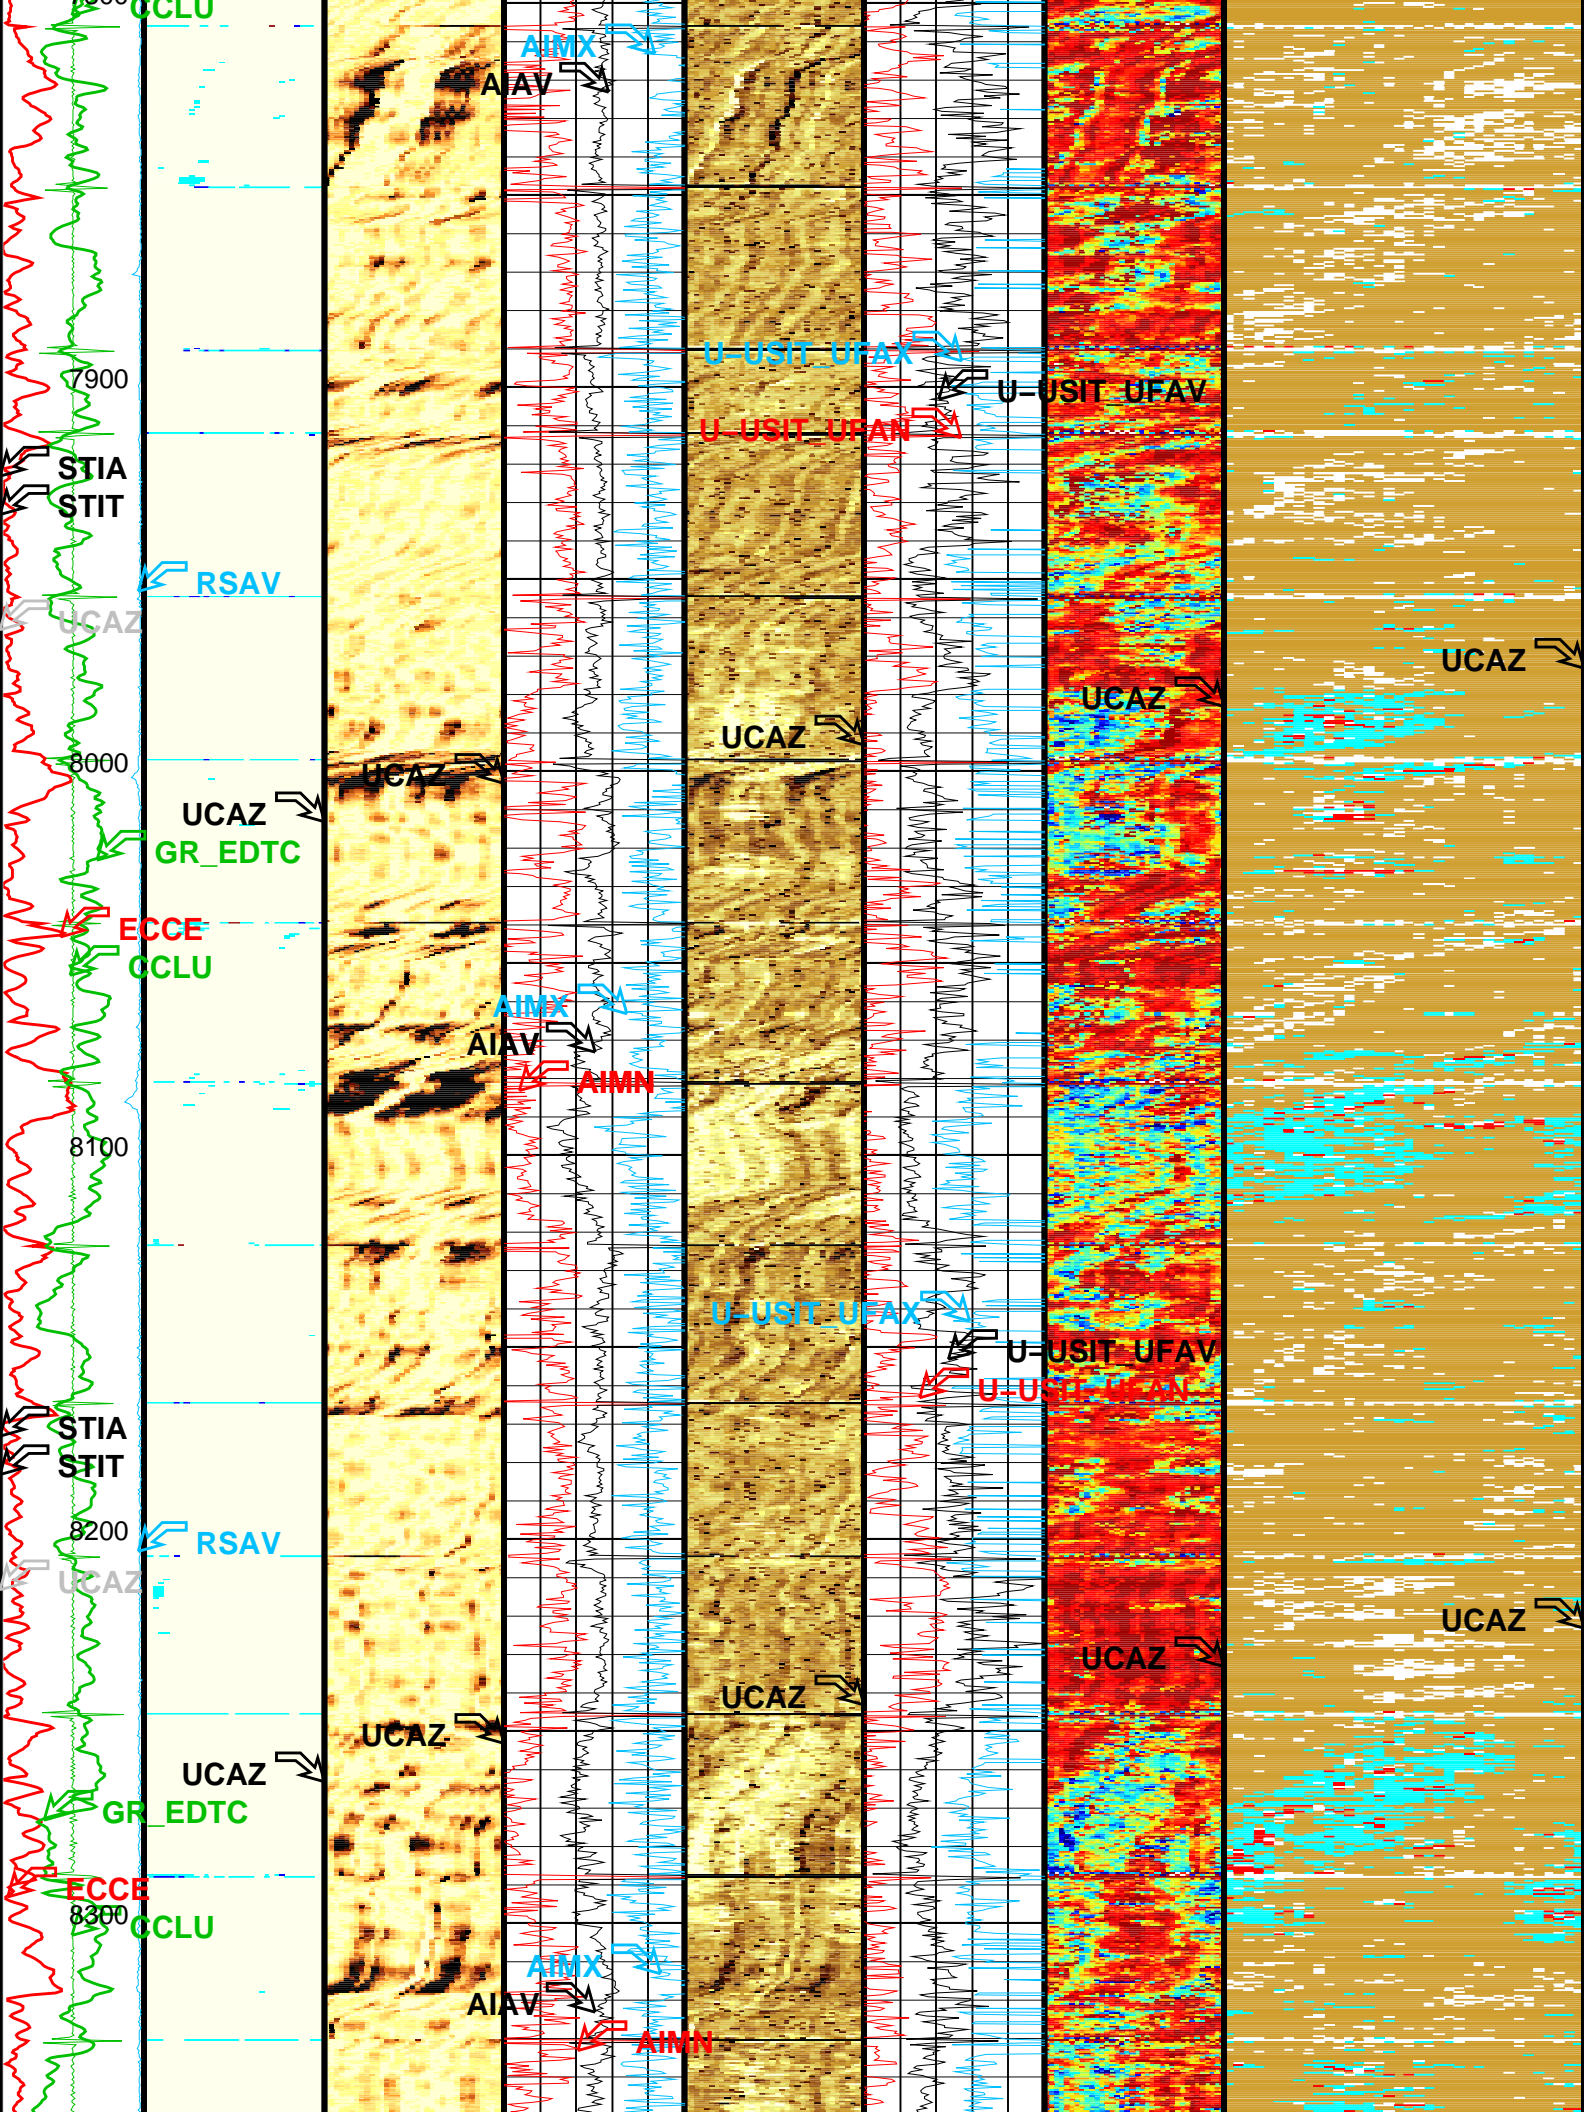 CCLU
AIMX
AIAV
U-USIT_UFAX
7900
U-USIT_UFAV
U-USIT_UFAN
STIA
STIT
RSAV
UCAZ
UCAZ
UCAZ
UCAZ
8000
UCAZ
UCAZ
GR_EDTC
ECCE
CCLU
AIMX
AIAV
AIMN
8100
U-USIT_UFAX
U-USIT_UFAV
U-USIT_UFAN
STIA
STIT
8200
RSAV
UCAZ
UCAZ
UCAZ
UCAZ
UCAZ
UCAZ
GR_EDTC
ECCE
8300
CCLU
AIMX
AIAV
AIMN